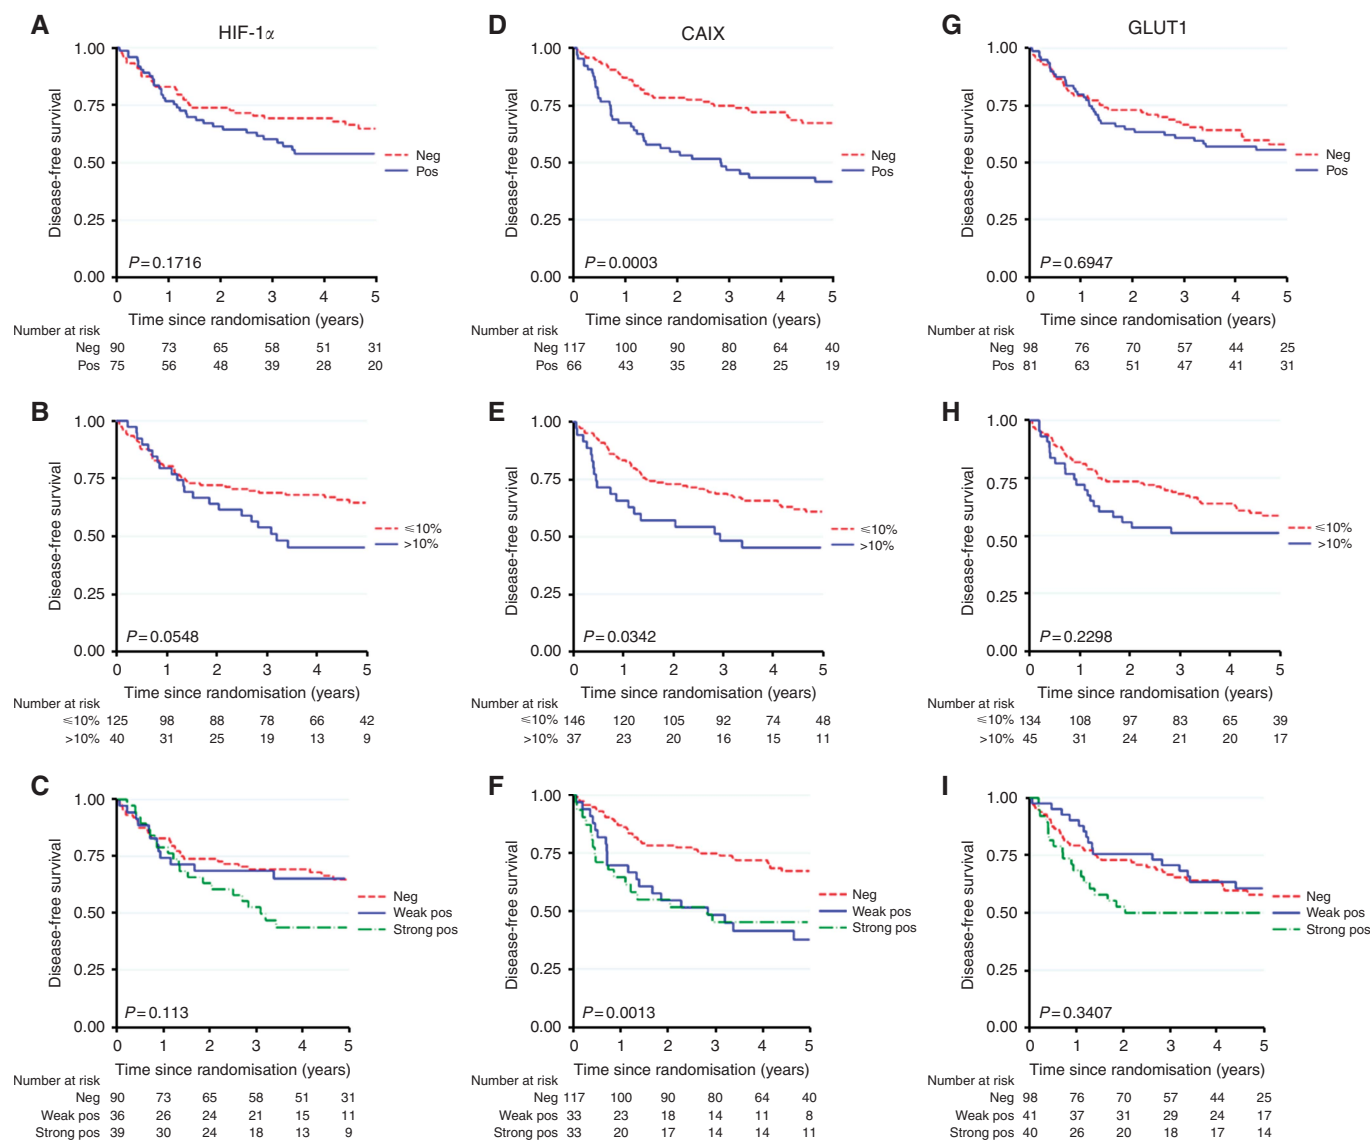 A
HIF-1α
1.00
0.75
0.50
0.25
0.00
Disease-free survival
Neg
Pos
P=0.1716
0 1 2 3 4 5
Time since randomisation (years)
Number at risk
Neg 90 73 65 58 51 31
Pos 75 56 48 39 28 20
D
CAIX
1.00
0.75
0.50
0.25
0.00
Disease-free survival
Neg
Pos
P=0.0003
0 1 2 3 4 5
Time since randomisation (years)
Number at risk
Neg 117 100 90 80 64 40
Pos 66 43 35 28 25 19
G
GLUT1
1.00
0.75
0.50
0.25
0.00
Disease-free survival
Neg
Pos
P=0.6947
0 1 2 3 4 5
Time since randomisation (years)
Number at risk
Neg 98 76 70 57 44 25
Pos 81 63 51 47 41 31
B
1.00
0.75
0.50
0.25
0.00
Disease-free survival
⩽10%
>10%
P=0.0548
0 1 2 3 4 5
Time since randomisation (years)
Number at risk
⩽10% 125 98 88 78 66 42
>10% 40 31 25 19 13 9
E
1.00
0.75
0.50
0.25
0.00
Disease-free survival
⩽10%
>10%
P=0.0342
0 1 2 3 4 5
Time since randomisation (years)
Number at risk
⩽10% 146 120 105 92 74 48
>10% 37 23 20 16 15 11
H
1.00
0.75
0.50
0.25
0.00
Disease-free survival
⩽10%
>10%
P=0.2298
0 1 2 3 4 5
Time since randomisation (years)
Number at risk
⩽10% 134 108 97 83 65 39
>10% 45 31 24 21 20 17
C
1.00
0.75
0.50
0.25
0.00
Disease-free survival
Neg
Weak pos
Strong pos
P=0.113
0 1 2 3 4 5
Time since randomisation (years)
Number at risk
Neg 90 73 65 58 51 31
Weak pos 36 26 24 21 15 11
Strong pos 39 30 24 18 13 9
F
1.00
0.75
0.50
0.25
0.00
Disease-free survival
Neg
Weak pos
Strong pos
P=0.0013
0 1 2 3 4 5
Time since randomisation (years)
Number at risk
Neg 117 100 90 80 64 40
Weak pos 33 23 18 14 11 8
Strong pos 33 20 17 14 14 11
I
1.00
0.75
0.50
0.25
0.00
Disease-free survival
Neg
Weak pos
Strong pos
P=0.3407
0 1 2 3 4 5
Time since randomisation (years)
Number at risk
Neg 98 76 70 57 44 25
Weak pos 41 37 31 29 24 17
Strong pos 40 26 20 18 17 14